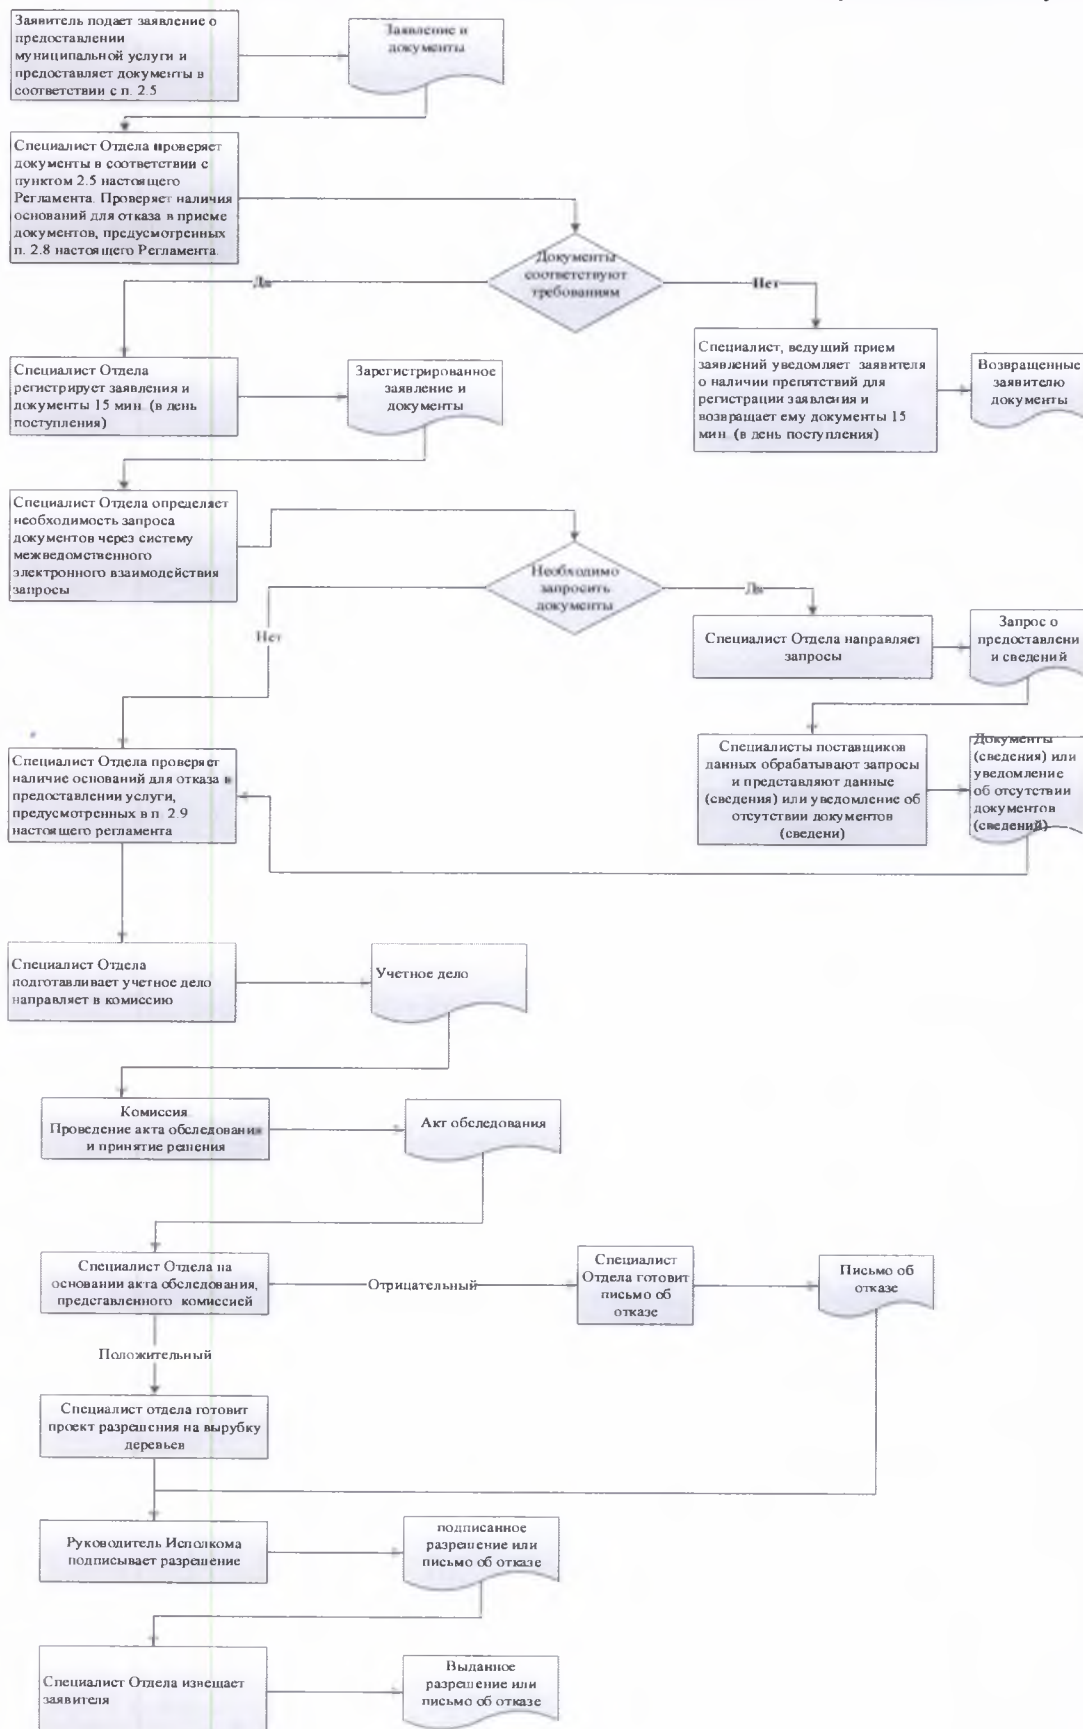 Заявитель подает заявление о
предоставлении
муниципальной услуги и
предоставляет документы в
соответствии с п. 2.5
Заявление и
документы
Специалист Отдела проверяет
документы в соответствии с
пунктом 2.5 настоящего
Регламента. Проверяет наличия
оснований для отказа в приеме
документов, предусмотренных
п. 2.8 настоящего Регламента.
Документы
соответствуют
требованиям
Да
Нет
Специалист Отдела
регистрирует заявления и
документы 15 мин. (в день
поступления)
Зарегистрированное
заявление и
документы
Специалист, ведущий прием
заявлений уведомляет заявителя
о наличии препятствий для
регистрации заявления и
возвращает ему документы 15
мин. (в день поступления)
Возвращенные
заявителю
документы
Специалист Отдела определяет
необходимость запроса
документов через систему
межведомственного
электронного взаимодействия
запросы
Необходимо
запросить
документы
Да
Нет
Специалист Отдела направляет
запросы
Запрос о
предоставлени
и сведений
Специалист Отдела проверяет
наличие оснований для отказа в
предоставлении услуги,
предусмотренных в п. 2.9
настоящего регламента
Специалисты поставщиков
данных обрабатывают запросы
и представляют данные
(сведения) или уведомление об
отсутствии документов
(сведени)
Документы
(сведения) или
уведомление
об отсутствии
документов
(сведений)
Специалист Отдела
подготавливает учетное дело
направляет в комиссию
Учетное дело
Комиссия
Проведение акта обследования
и принятие решения
Акт обследования
Специалист Отдела на
основании акта обследования,
представленного комиссией
Отрицательный
Специалист
Отдела готовит
письмо об
отказе
Письмо об
отказе
Положительный
Специалист отдела готовит
проект разрешения на вырубку
деревьев
Руководитель Исполкома
подписывает разрешение
подписанное
разрешение или
письмо об отказе
Специалист Отдела извещает
заявителя
Выданное
разрешение или
письмо об отказе